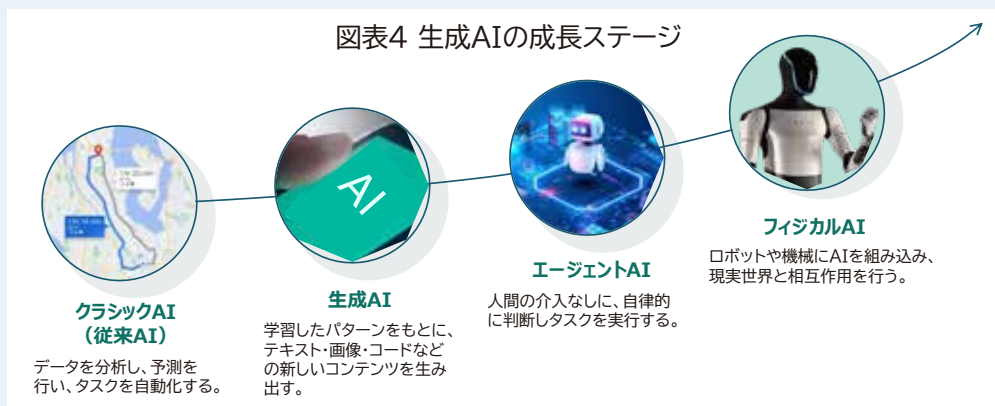 図表4 生成AIの成長ステージ
AI
クラシックAI
（従来AI）
データを分析し、予測を
行い、タスクを自動化する。
生成AI
学習したパターンをもとに、
テキスト・画像・コードなど
の新しいコンテンツを生み
出す。
エージェントAI
人間の介入なしに、自律的
に判断しタスクを実行する。
フィジカルAI
ロボットや機械にAIを組み込み、
現実世界と相互作用を行う。